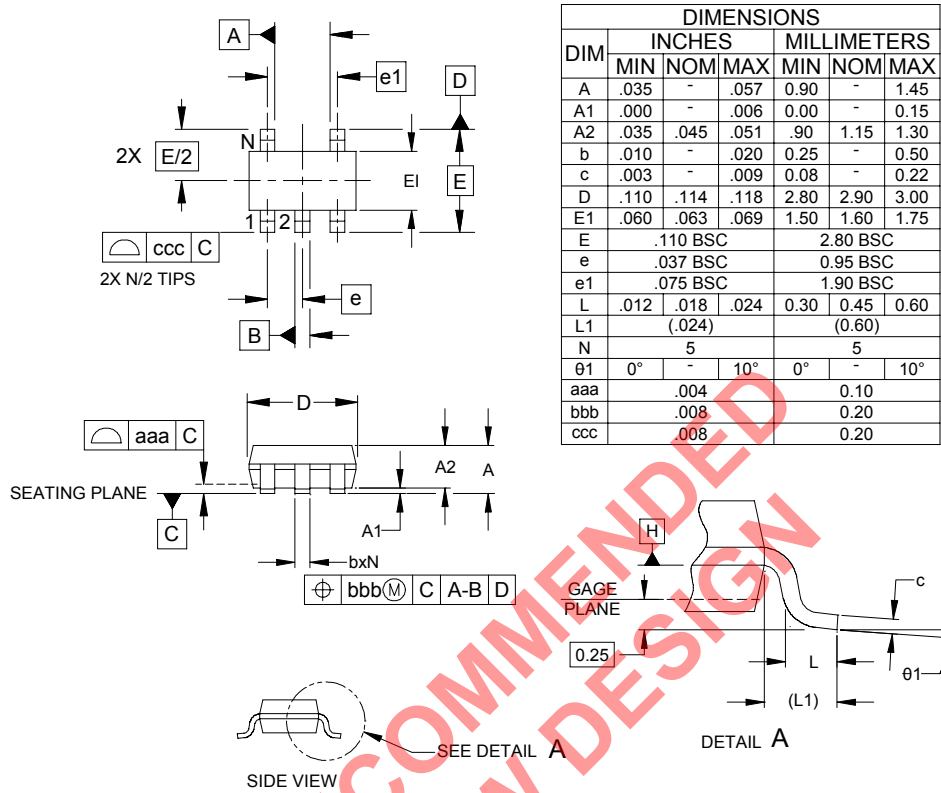 A
e1
D
N
2X E/2
EI
E
1 2
⌓ ccc C
2X N/2 TIPS
e
B
DIMENSIONS
DIM INCHES MILLIMETERS
MIN NOM MAX MIN NOM MAX
A .035 - .057 0.90 - 1.45
A1 .000 - .006 0.00 - 0.15
A2 .035 .045 .051 .90 1.15 1.30
b .010 - .020 0.25 - 0.50
c .003 - .009 0.08 - 0.22
D .110 .114 .118 2.80 2.90 3.00
E1 .060 .063 .069 1.50 1.60 1.75
E .110 BSC 2.80 BSC
e .037 BSC 0.95 BSC
e1 .075 BSC 1.90 BSC
L .012 .018 .024 0.30 0.45 0.60
L1 (.024) (0.60)
N 5 5
θ1 0° - 10° 0° - 10°
aaa .004 0.10
bbb .008 0.20
ccc .008 0.20
D
⌓ aaa C
A2 A
SEATING PLANE
C
A1
bxN
⌖ bbbⓂ C A-B D
H
GAGE
PLANE
c
0.25
L
θ1
(L1)
DETAIL A
SEE DETAIL A
SIDE VIEW
COMMENDED
W DESIGN